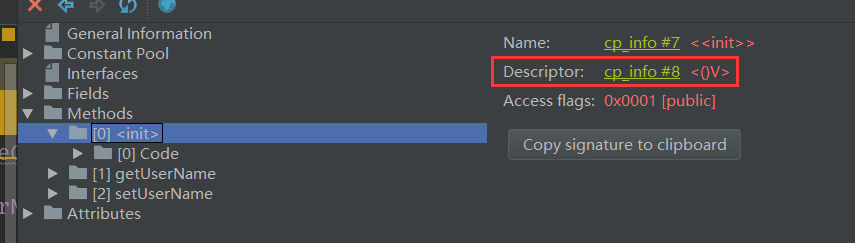 General Information
Constant Pool
Interfaces
Fields
Methods
[0] <init>
[0] Code
[1] getUserName
[2] setUserName
Attributes
Name: cp_info #7 <<init>>
Descriptor: cp_info #8 <()V>
Access flags: 0x0001 [public]
Copy signature to clipboard